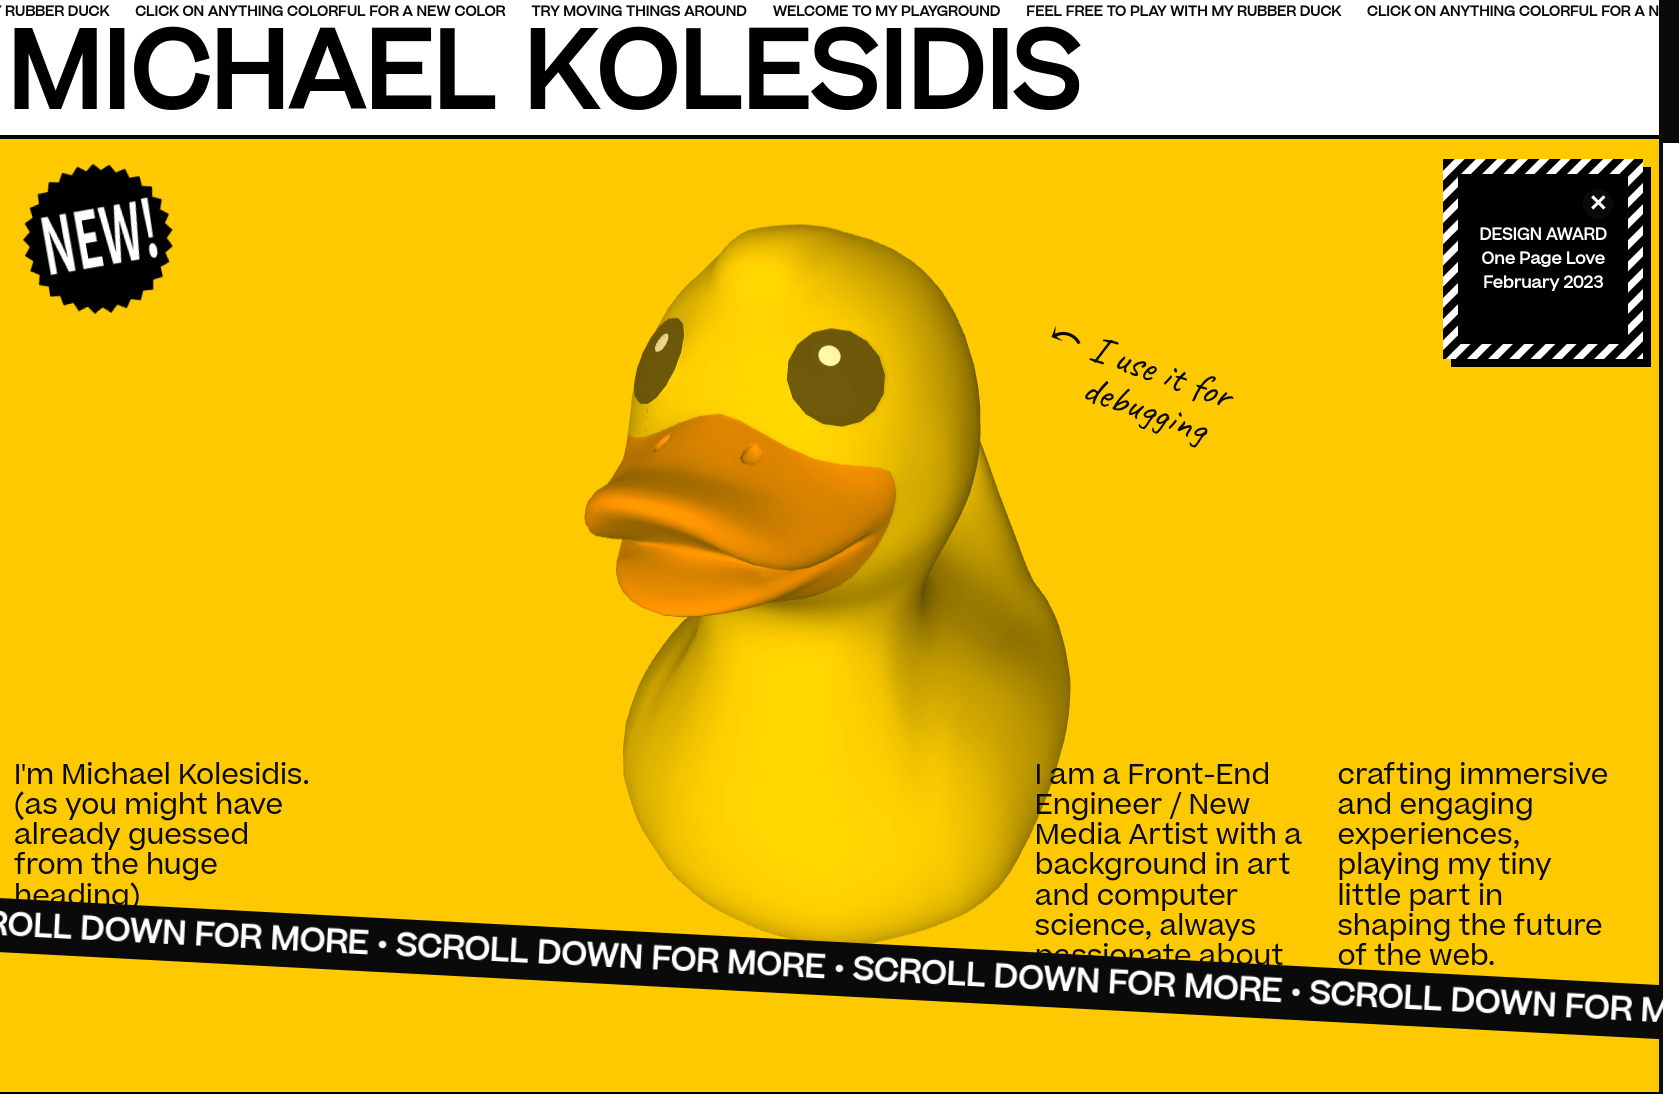 RUBBER DUCK CLICK ON ANYTHING COLORFUL FOR A NEW COLOR TRY MOVING THINGS AROUND WELCOME TO MY PLAYGROUND FEEL FREE TO PLAY WITH MY RUBBER DUCK CLICK ON ANYTHING COLORFUL FOR A
MICHAEL KOLESIDIS
NEW!
DESIGN AWARD
One Page Love
February 2023
I use it for
debugging
I'm Michael Kolesidis.
(as you might have
already guessed
from the huge
heading)
I am a Front-End
Engineer / New
Media Artist with a
background in art
and computer
science, always
passionate about
crafting immersive
and engaging
experiences,
playing my tiny
little part in
shaping the future
of the web.
ROLL DOWN FOR MORE • SCROLL DOWN FOR MORE • SCROLL DOWN FOR MORE • SCROLL DOWN FOR M